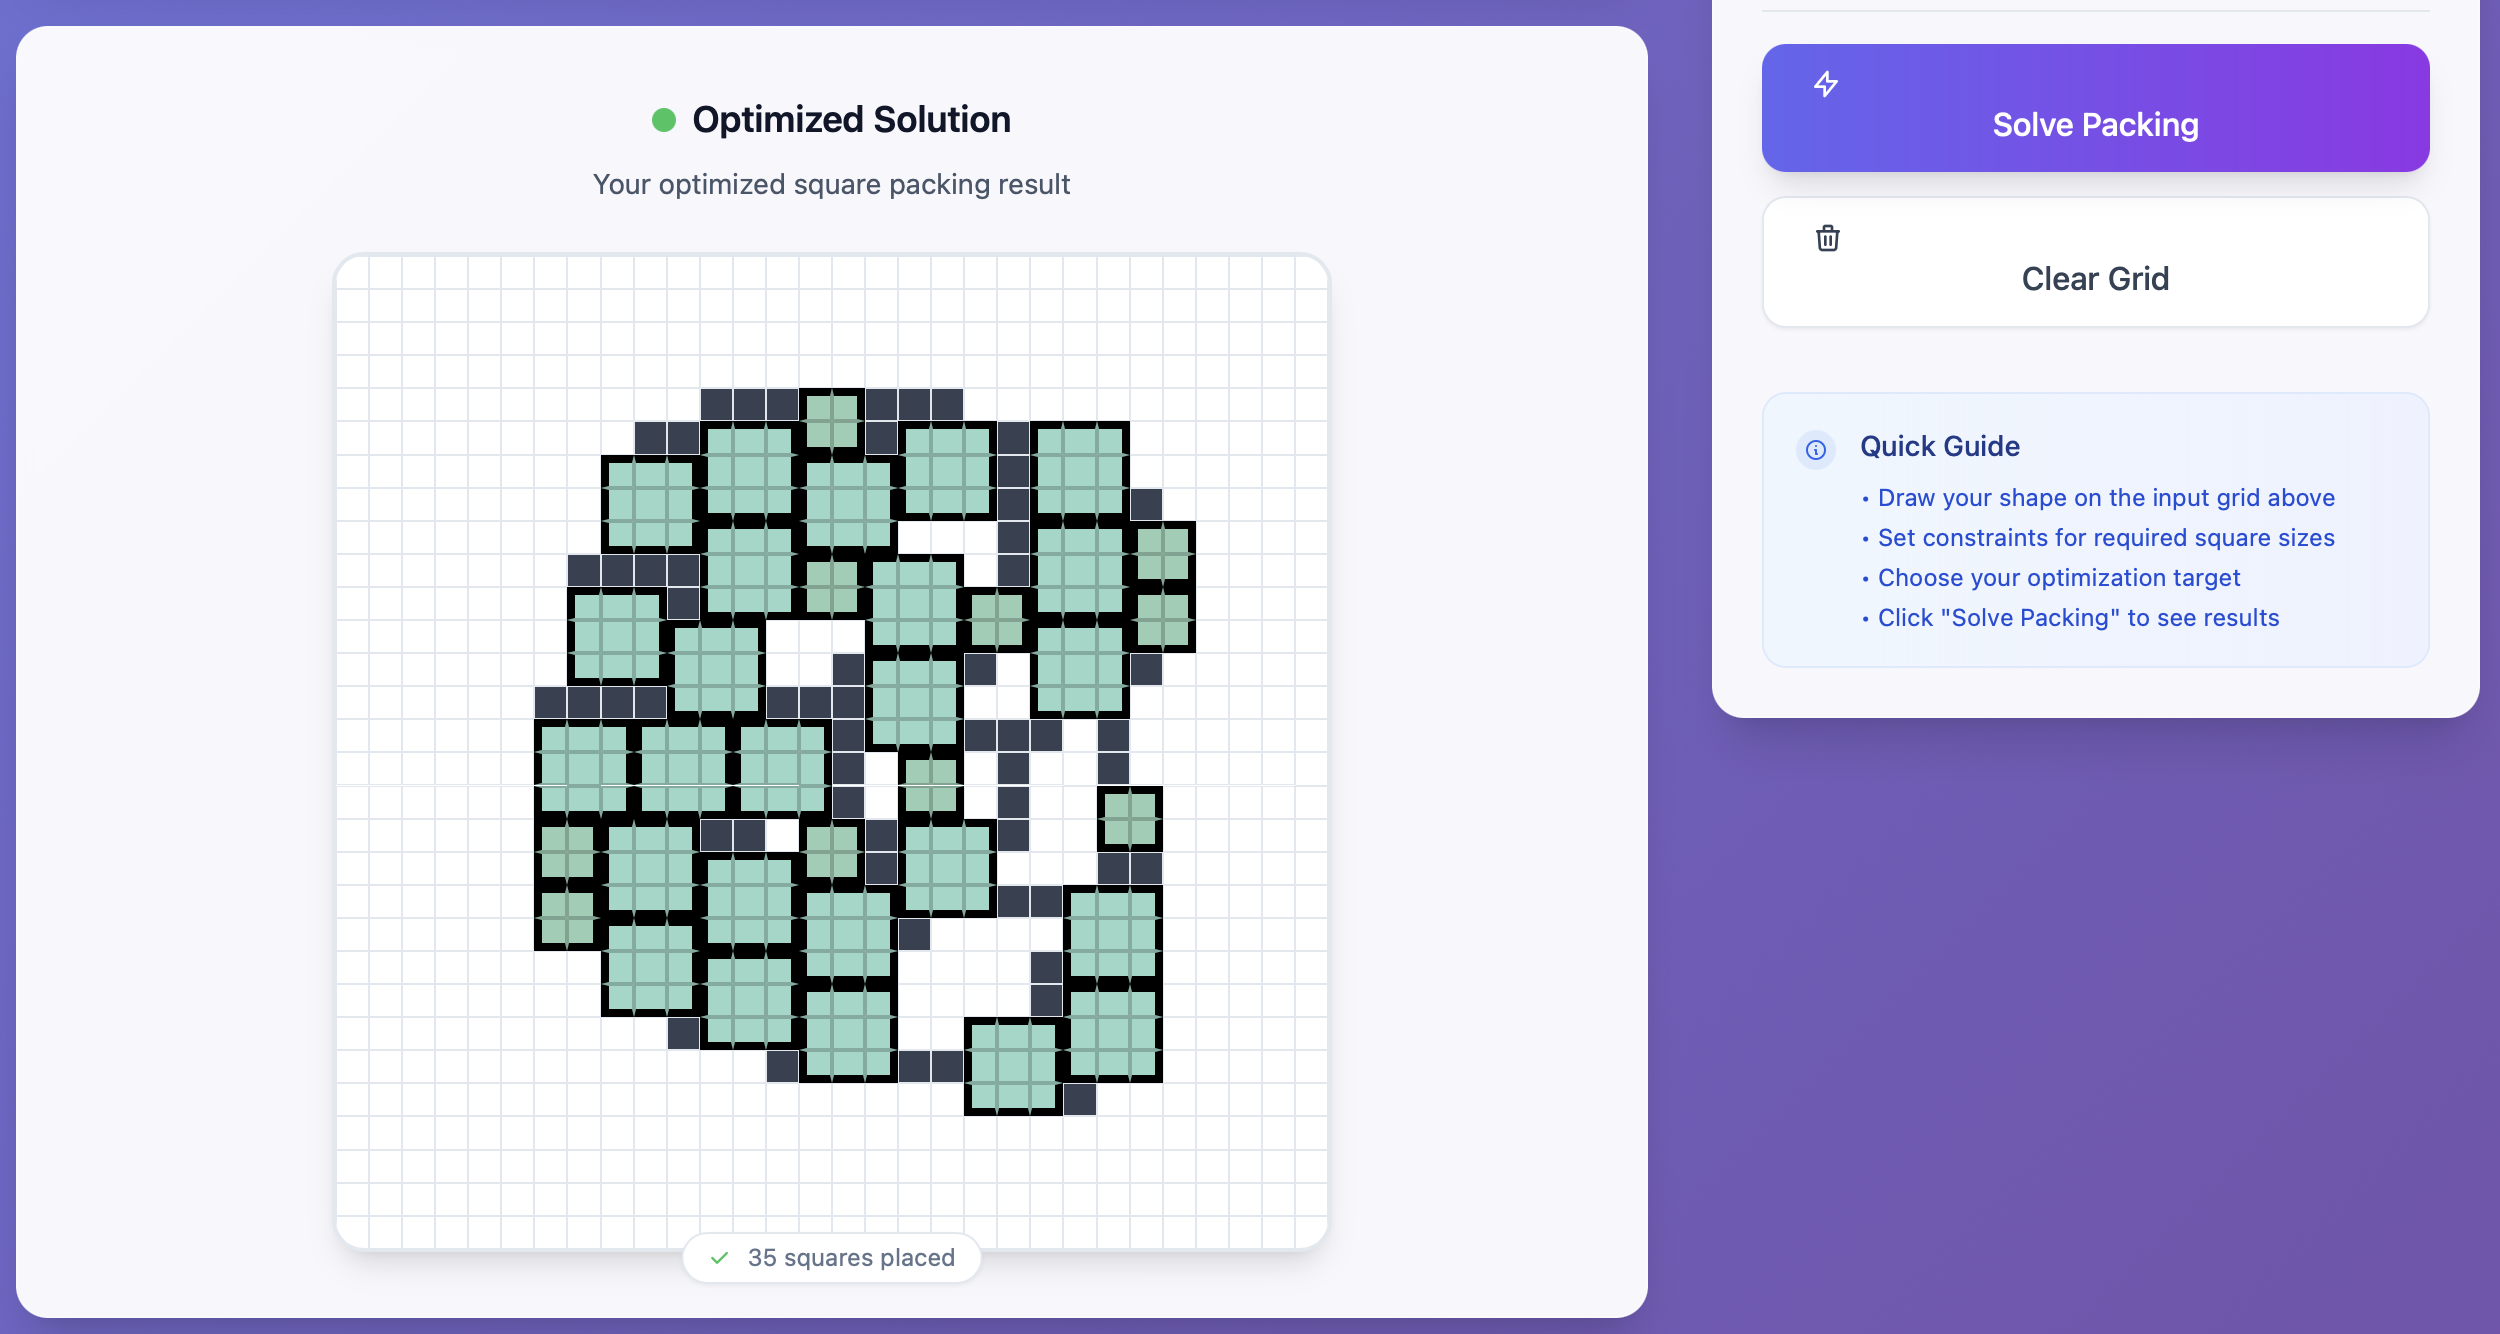 Optimized Solution
Your optimized square packing result
35 squares placed
Solve Packing
Clear Grid
Quick Guide
• Draw your shape on the input grid above
• Set constraints for required square sizes
• Choose your optimization target
• Click "Solve Packing" to see results